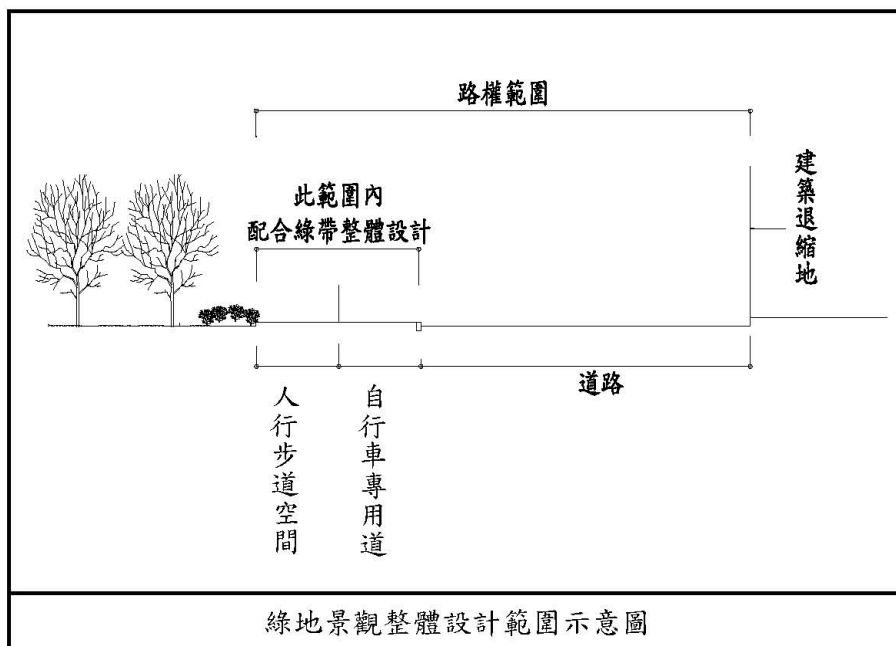 路權範圍
此範圍內
配合綠帶整体設計
建築退縮地
道路
人行步道空間
自行車專用道
綠地景觀整體設計範圍示意圖